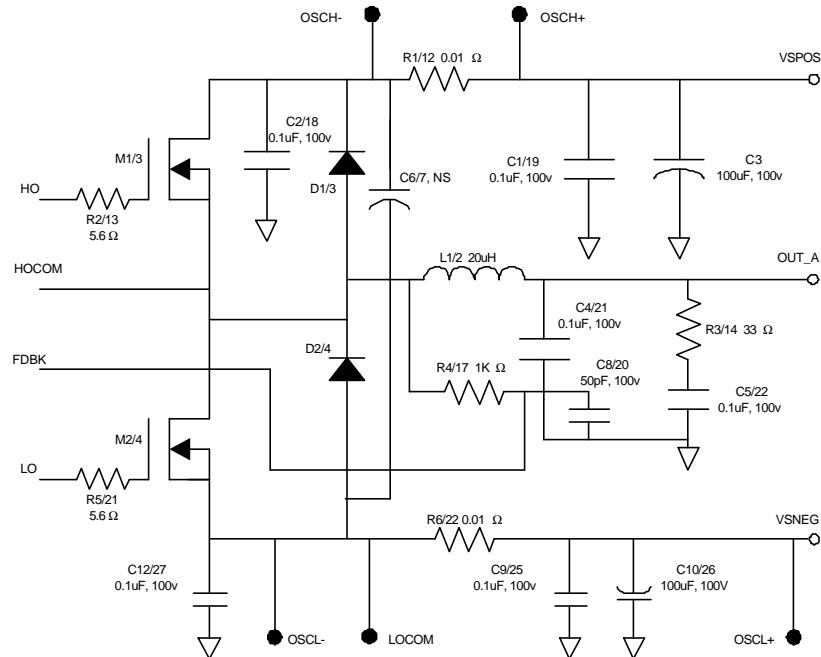 OSCH-
OSCH+
R1/12 0.01 Ω
VSPOS
C2/18
0.1uF, 100v
M1/3
C6/7, NS
C1/19
0.1uF, 100v
C3
100uF, 100v
D1/3
HO
R2/13
5.6 Ω
HOCOM
L1/2 20uH
OUT_A
C4/21
0.1uF, 100v
R3/14 33 Ω
FDBK
D2/4
R4/17 1K Ω
C8/20
50pF, 100v
C5/22
0.1uF, 100v
M2/4
LO
R5/21
5.6 Ω
R6/22 0.01 Ω
VSNEG
C12/27
0.1uF, 100v
C9/25
0.1uF, 100v
C10/26
100uF, 100V
OSCL-
LOCOM
OSCL+